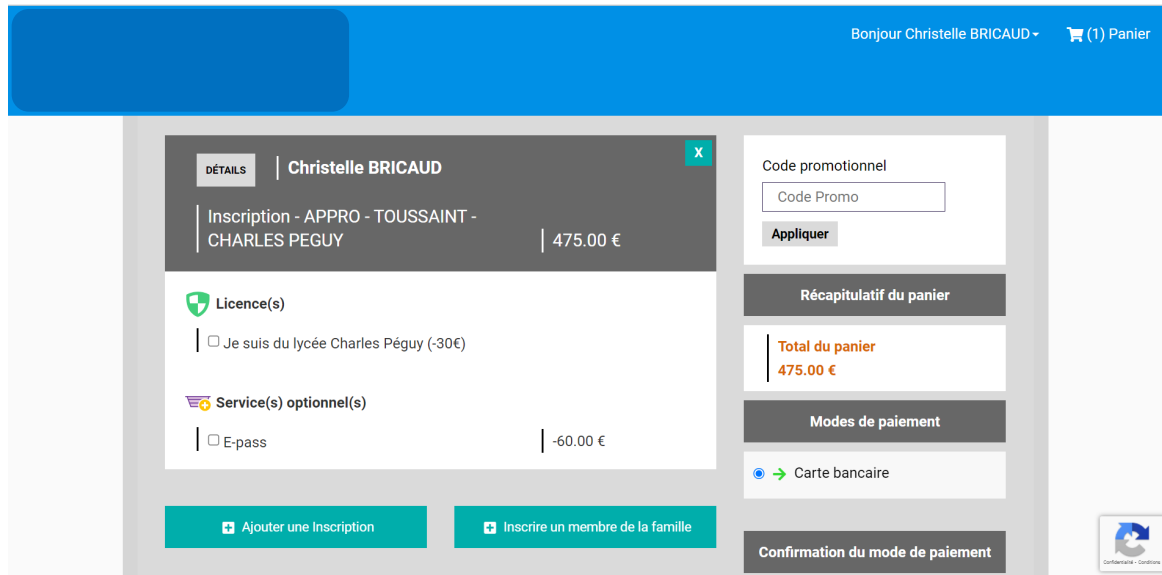 Bonjour Christelle BRICAUD
(1) Panier
DÉTAILS
Christelle BRICAUD
X
Inscription - APPRO - TOUSSAINT -
CHARLES PEGUY
475.00 €
Licence(s)
Je suis du lycée Charles Péguy (-30€)
Service(s) optionnel(s)
E-pass
-60.00 €
Ajouter une Inscription
Inscrire un membre de la famille
Code promotionnel
Code Promo
Appliquer
Récapitulatif du panier
Total du panier
475.00 €
Modes de paiement
Carte bancaire
Confirmation du mode de paiement
Confidentialité - Conditions